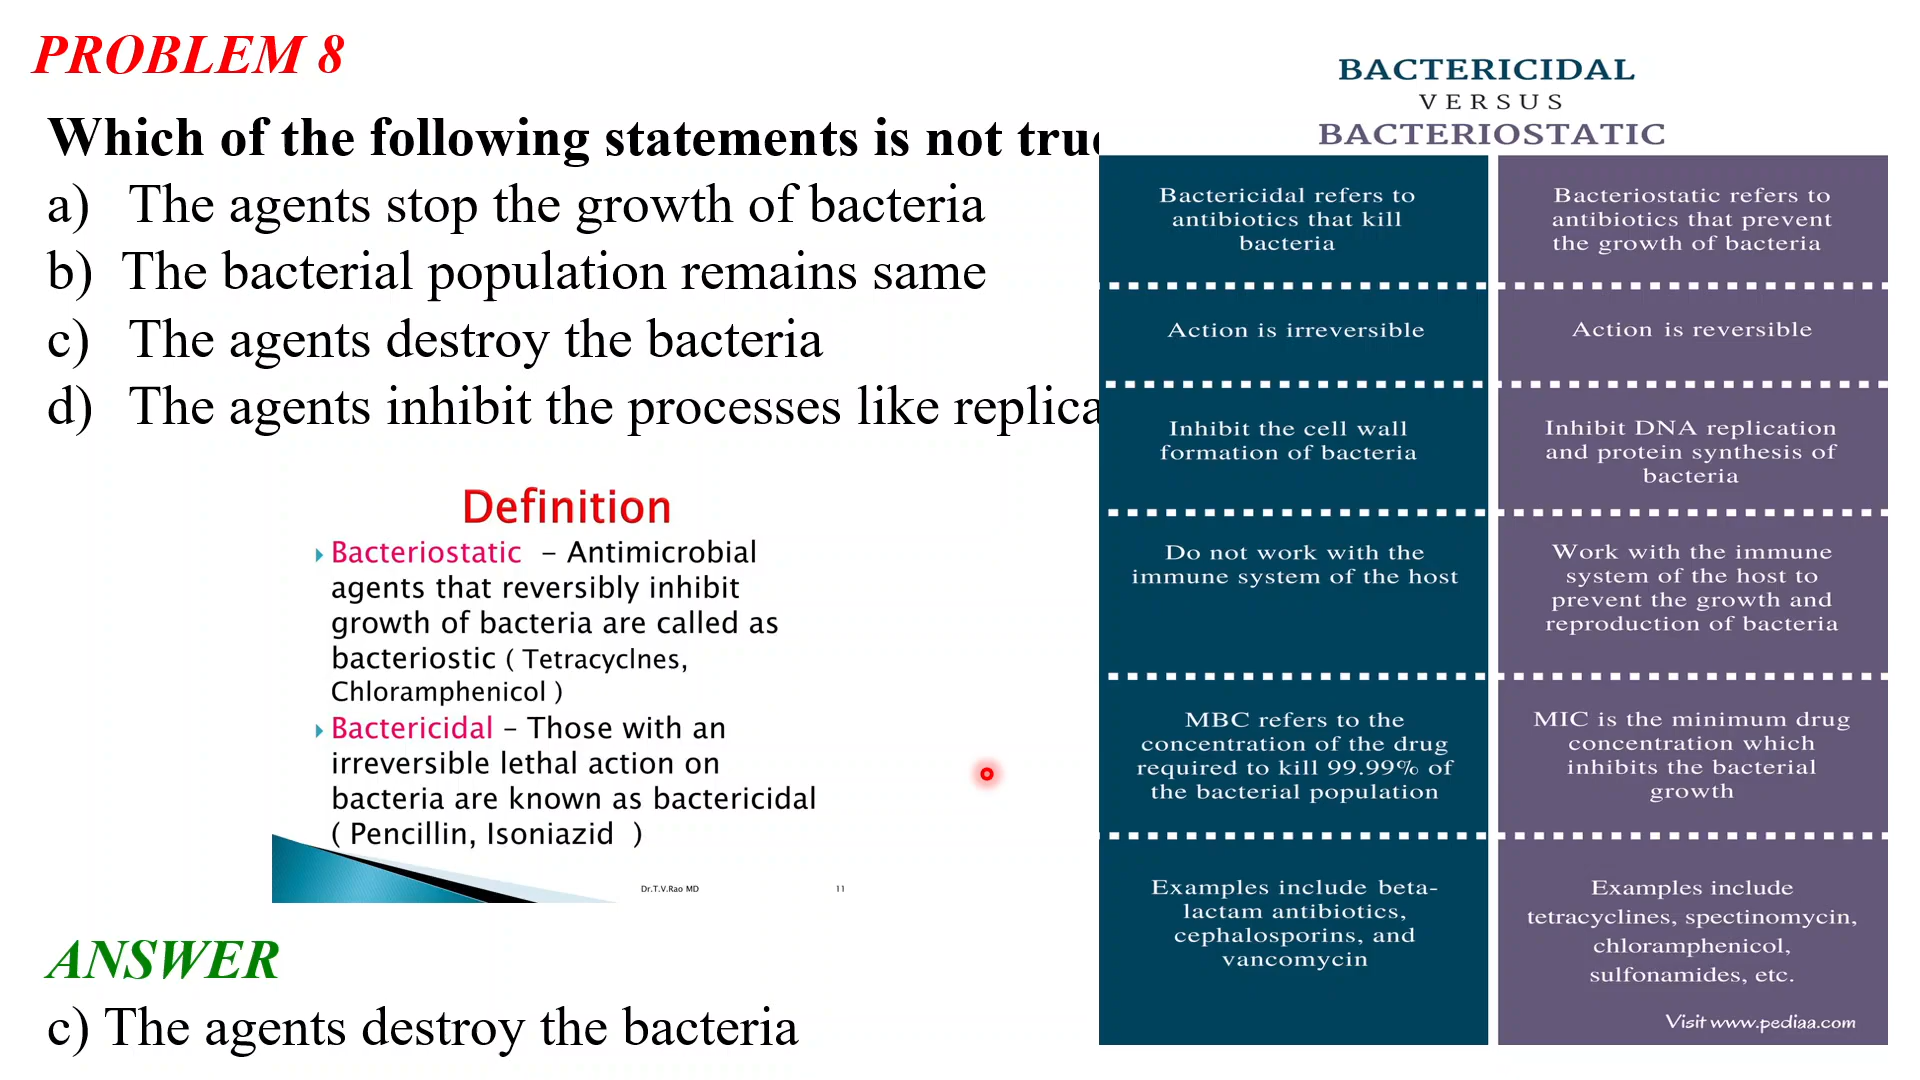 PROBLEM 8
Which of the following statements is not true
a) The agents stop the growth of bacteria
b) The bacterial population remains same
c) The agents destroy the bacteria
d) The agents inhibit the processes like replica
Definition
Bacteriostatic – Antimicrobial
agents that reversibly inhibit
growth of bacteria are called as
bacteriostic ( Tetracyclnes,
Chloramphenicol )
Bactericidal – Those with an
irreversible lethal action on
bacteria are known as bactericidal
( Pencillin, Isoniazid )
Dr.T.V.Rao MD
11
ANSWER
c) The agents destroy the bacteria
BACTERICIDAL
VERSUS
BACTERIOSTATIC
Bactericidal refers to
antibiotics that kill
bacteria
Bacteriostatic refers to
antibiotics that prevent
the growth of bacteria
Action is irreversible
Action is reversible
Inhibit the cell wall
formation of bacteria
Inhibit DNA replication
and protein synthesis of
bacteria
Do not work with the
immune system of the host
Work with the immune
system of the host to
prevent the growth and
reproduction of bacteria
MBC refers to the
concentration of the drug
required to kill 99.99% of
the bacterial population
MIC is the minimum drug
concentration which
inhibits the bacterial
growth
Examples include beta-
lactam antibiotics,
cephalosporins, and
vancomycin
Examples include
tetracyclines, spectinomycin,
chloramphenicol,
sulfonamides, etc.
Visit www.pediaa.com